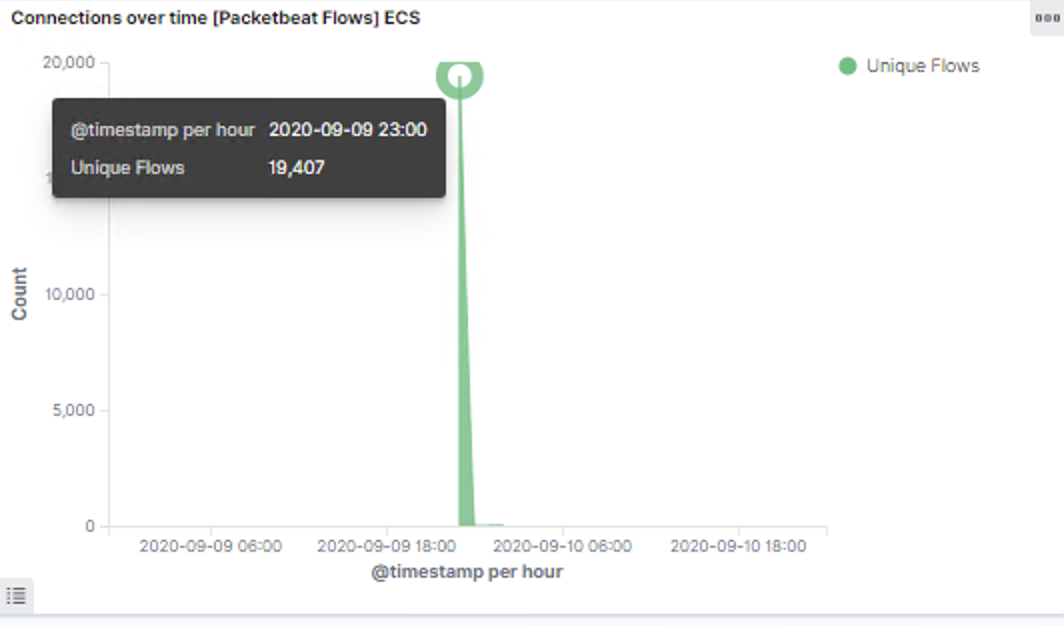 Connections over time [Packetbeat Flows] ECS
20,000
Unique Flows
@timestamp per hour 2020-09-09 23:00
Unique Flows 19,407
Count
10,000
5,000
0
2020-09-09 06:00 2020-09-09 18:00 2020-09-10 06:00 2020-09-10 18:00
@timestamp per hour